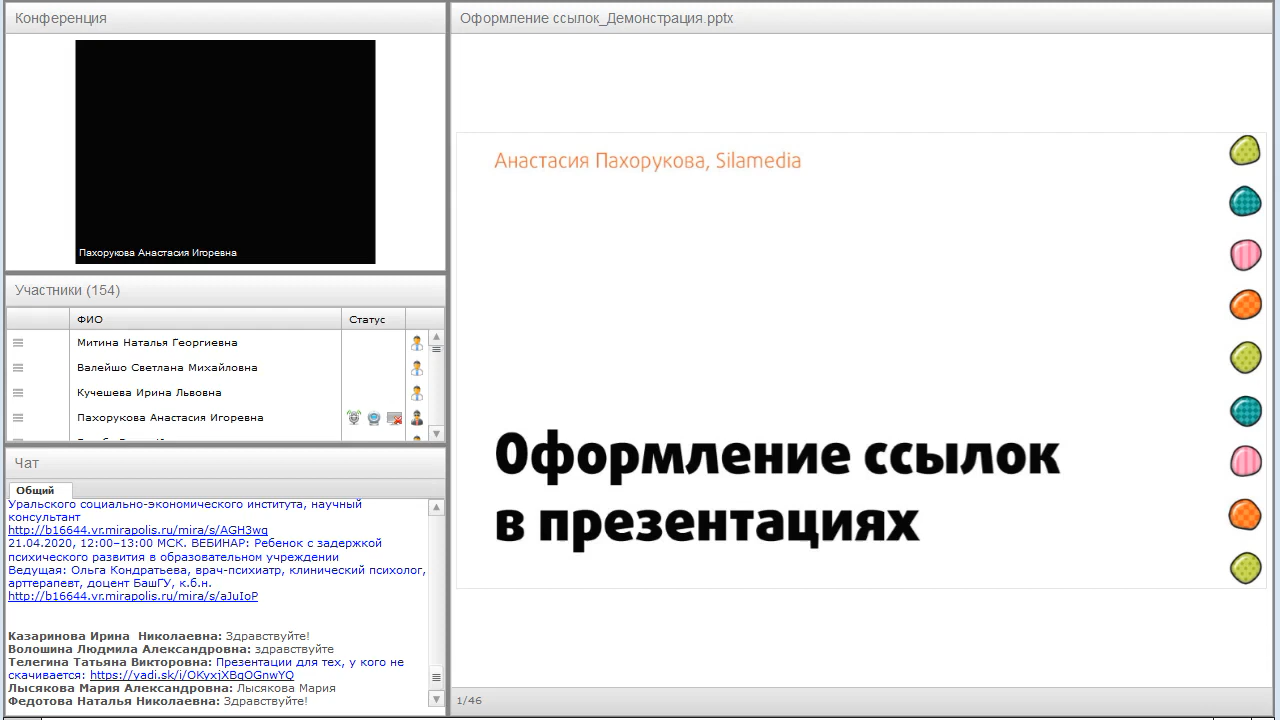 Конференция
Пахорукова Анастасия Игоревна
Участники (154)
ФИО
Статус
Митина Наталья Георгиевна
Валейшо Светлана Михайловна
Кучешева Ирина Львовна
Пахорукова Анастасия Игоревна
Чат
Общий
Уральского социально-экономического института, научный
консультант
http://b16644.vr.mirapolis.ru/mira/s/AGH3wq
21.04.2020, 12:00–13:00 МСК. ВЕБИНАР: Ребенок с задержкой
психического развития в образовательном учреждении
Ведущая: Ольга Кондратьева, врач-психиатр, клинический психолог,
арттерапевт, доцент БашГУ, к.б.н.
http://b16644.vr.mirapolis.ru/mira/s/aJuIoP
Казаринова Ирина  Николаевна: Здравствуйте!
Волошина Людмила Александровна: здравствуйте
Телегина Татьяна Викторовна: Презентации для тех, у кого не
скачивается: https://yadi.sk/i/OKyxjXBgOGnwYQ
Лысякова Мария Александровна: Лысякова Мария
Федотова Наталья Николаевна: Здравствуйте!
Оформление ссылок_Демонстрация.pptx
Анастасия Пахорукова, Silamedia
Оформление ссылок
в презентациях
1/46